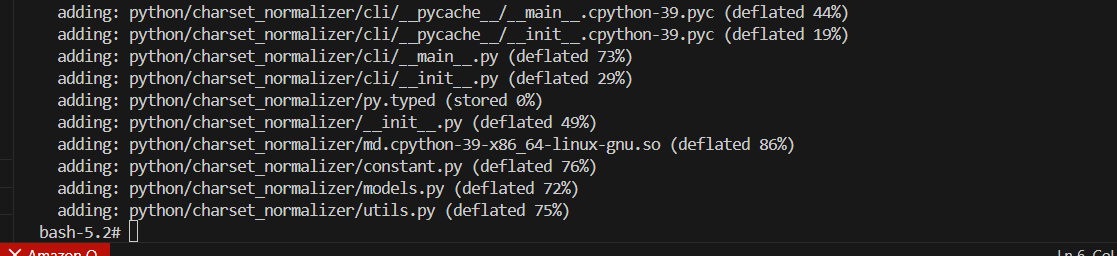 adding: python/charset_normalizer/cli/__pycache__/__main__.cpython-39.pyc (deflated 44%)
adding: python/charset_normalizer/cli/__pycache__/__init__.cpython-39.pyc (deflated 19%)
adding: python/charset_normalizer/cli/__main__.py (deflated 73%)
adding: python/charset_normalizer/cli/__init__.py (deflated 29%)
adding: python/charset_normalizer/py.typed (stored 0%)
adding: python/charset_normalizer/__init__.py (deflated 49%)
adding: python/charset_normalizer/md.cpython-39-x86_64-linux-gnu.so (deflated 86%)
adding: python/charset_normalizer/constant.py (deflated 76%)
adding: python/charset_normalizer/models.py (deflated 72%)
adding: python/charset_normalizer/utils.py (deflated 75%)
bash-5.2#
Amazon Q
Ln 6, Col